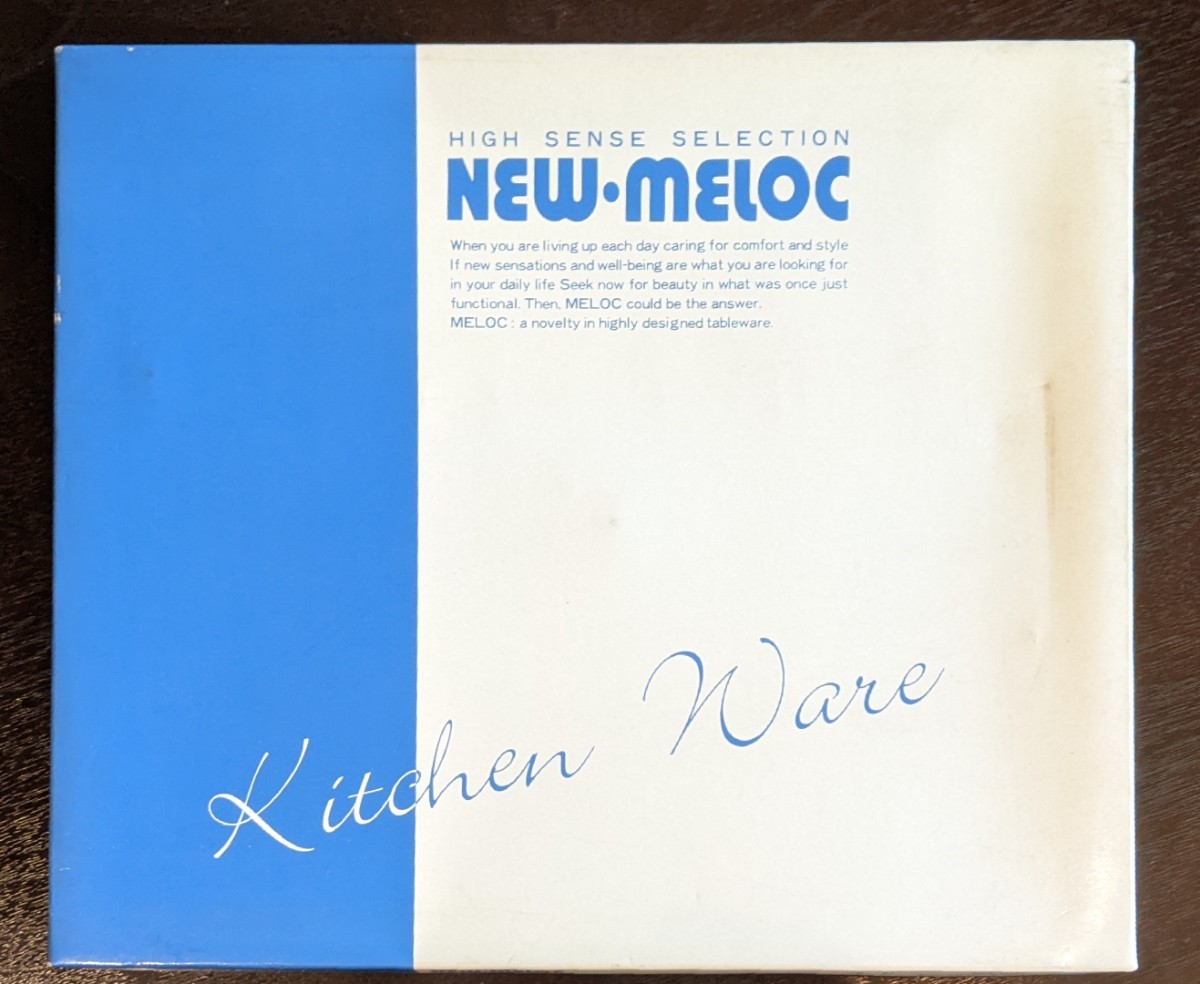 HIGH SENSE SELECTION
NEW•MELOC
When you are living up each day caring for comfort and style
If new sensations and well-being are what you are looking for
in your daily life Seek now for beauty in what was once just
functional. Then, MELOC could be the answer.
MELOC : a novelty in highly designed tableware.
Kitchen Ware